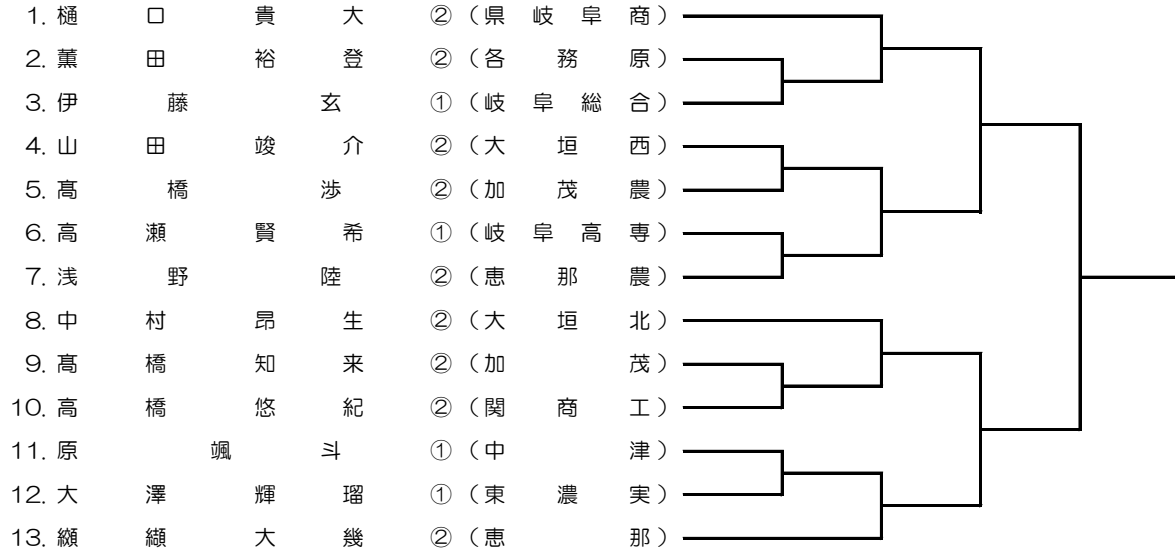 1. 樋口貴大 ② （県岐阜商）
2. 薫田裕登 ② （各務原）
3. 伊藤玄 ① （岐阜総合）
4. 山田竣介 ② （大垣西）
5. 髙橋渉 ② （加茂農）
6. 高瀬賢希 ① （岐阜高専）
7. 浅野陸 ② （恵那農）
8. 中村昂生 ② （大垣北）
9. 髙橋知来 ② （加茂）
10. 高橋悠紀 ② （関商工）
11. 原颯斗 ① （中津）
12. 大澤輝瑠 ① （東濃実）
13. 纐纈大幾 ② （恵那）